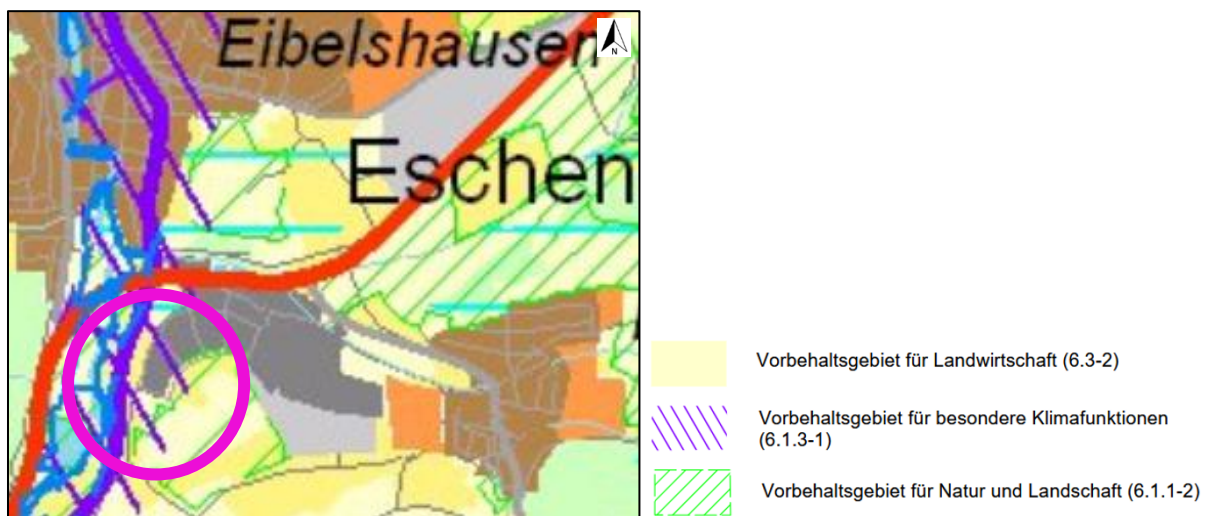 Eibelshausen
N
Eschen
Vorbehaltsgebiet für Landwirtschaft (6.3-2)
Vorbehaltsgebiet für besondere Klimafunktionen
(6.1.3-1)
Vorbehaltsgebiet für Natur und Landschaft (6.1.1-2)